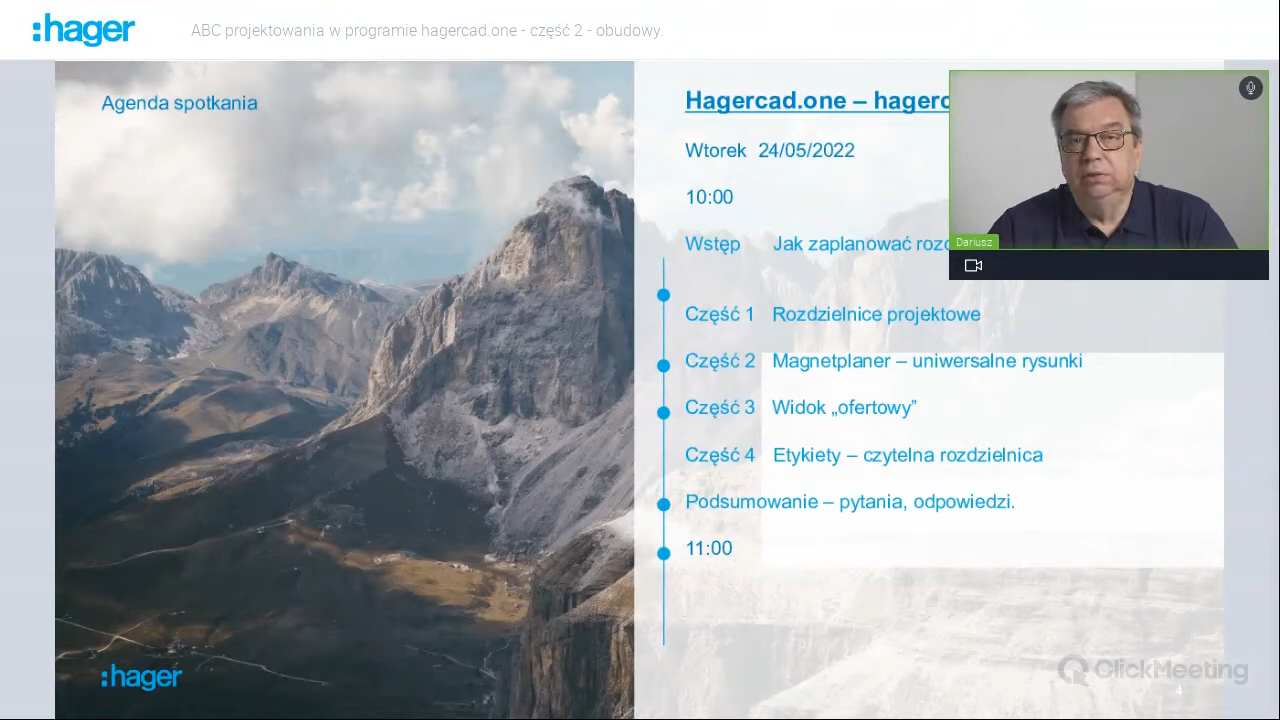 :hager
ABC projektowania w programie hagercad.one - część 2 - obudowy.
Agenda spotkania
Hagercad.one –
Wtorek 24/05/2022
10:00
Wstęp Jak zaplanować
Dariusz
Część 1 Rozdzielnice projektowe
Część 2 Magnetplaner – uniwersalne rysunki
Część 3 Widok „ofertowy”
Część 4 Etykiety – czytelna rozdzielnica
Podsumowanie – pytania, odpowiedzi.
11:00
:hager
ClickMeeting
4